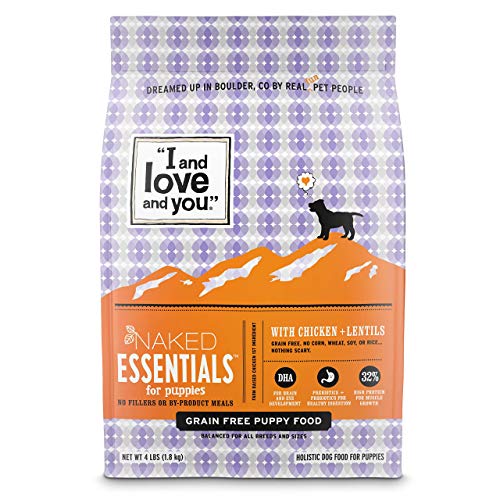 DREAMED UP IN BOULDER, CO BY REAL fun PET PEOPLE
"I and
love
and you"®
NAKED
ESSENTIALS™
for puppies
NO FILLERS OR BY-PRODUCT MEALS
FARM RAISED CHICKEN 1ST INGREDIENT
WITH CHICKEN + LENTILS
GRAIN FREE. NO CORN, WHEAT, SOY, OR RICE...
NOTHING SCARY.
DHA
FOR BRAIN
AND EYE
DEVELOPMENT
PREBIOTICS +
PROBIOTICS FOR
HEALTHY DIGESTION
32%
HIGH PROTEIN
FOR MUSCLE
GROWTH
GRAIN FREE PUPPY FOOD
BALANCED FOR ALL BREEDS AND SIZES
NET WT 4 LBS (1.8 kg)
HOLISTIC DOG FOOD FOR PUPPIES